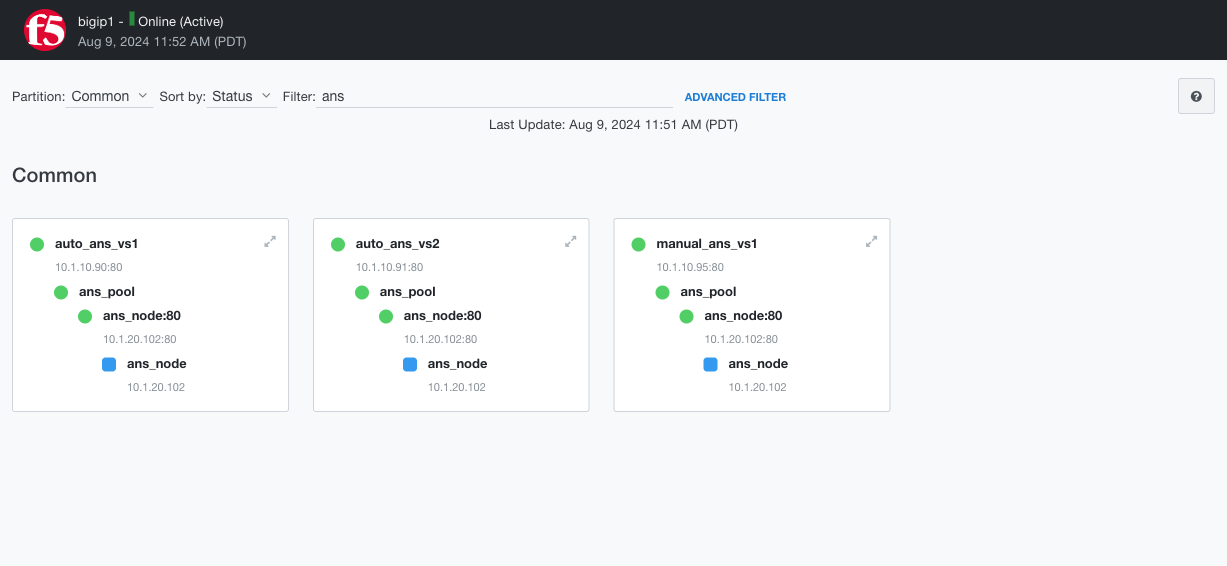 f5
bigip1 - Online (Active)
Aug 9, 2024 11:52 AM (PDT)
Partition: Common Sort by: Status Filter: ans ADVANCED FILTER ?
Last Update: Aug 9, 2024 11:51 AM (PDT)
Common
auto_ans_vs1
10.1.10.90:80
ans_pool
ans_node:80
10.1.20.102:80
ans_node
10.1.20.102
auto_ans_vs2
10.1.10.91:80
ans_pool
ans_node:80
10.1.20.102:80
ans_node
10.1.20.102
manual_ans_vs1
10.1.10.95:80
ans_pool
ans_node:80
10.1.20.102:80
ans_node
10.1.20.102